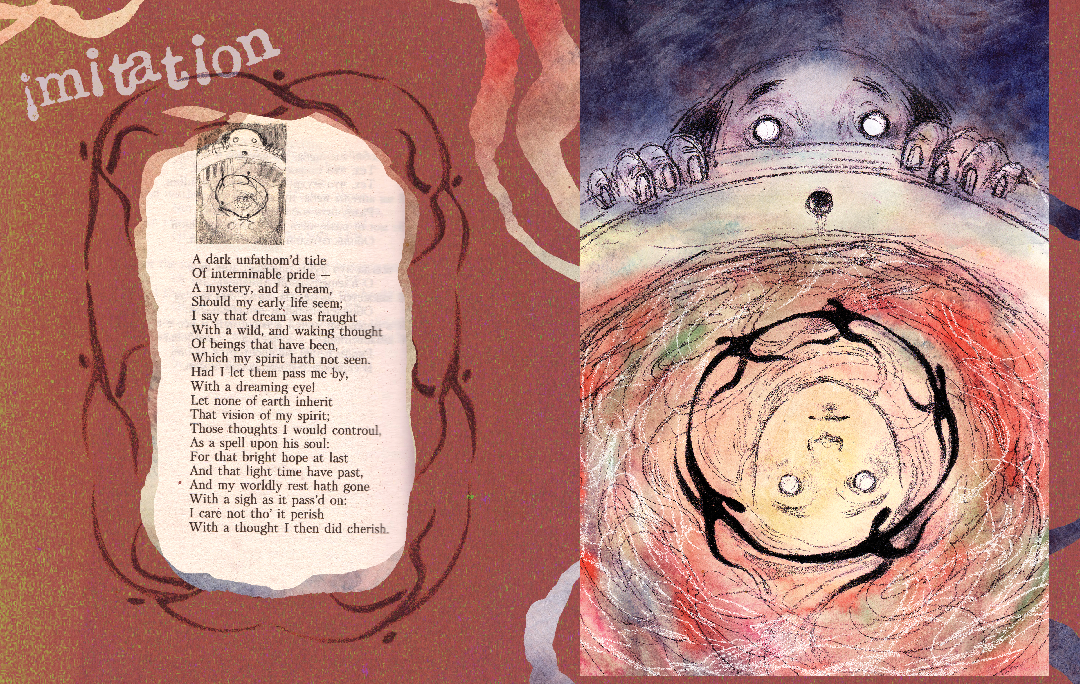 imitation
A dark unfathom'd tide
Of interminable pride —
A mystery, and a dream,
Should my early life seem;
I say that dream was fraught
With a wild, and waking thought
Of beings that have been,
Which my spirit hath not seen.
Had I let them pass me by,
With a dreaming eye!
Let none of earth inherit
That vision of my spirit;
Those thoughts I would controul,
As a spell upon his soul:
For that bright hope at last
And that light time have past,
And my worldly rest hath gone
With a sigh as it pass'd on:
I care not tho' it perish
With a thought I then did cherish.